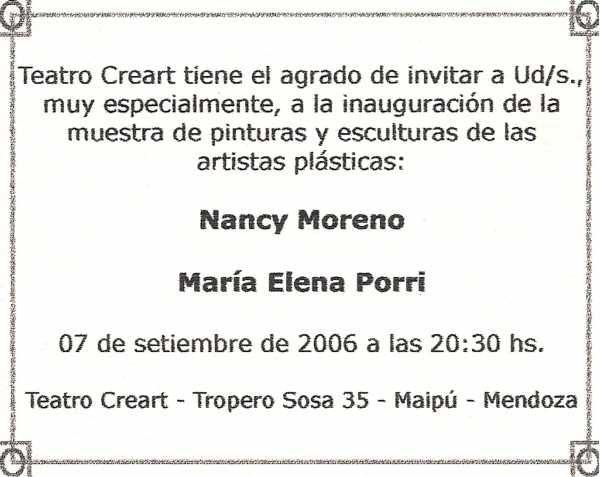 Teatro Creart tiene el agrado de invitar a Ud/s.,
muy especialmente, a la inauguración de la
muestra de pinturas y esculturas de las
artistas plásticas:
Nancy Moreno
María Elena Porri
07 de setiembre de 2006 a las 20:30 hs.
Teatro Creart - Tropero Sosa 35 - Maipú - Mendoza